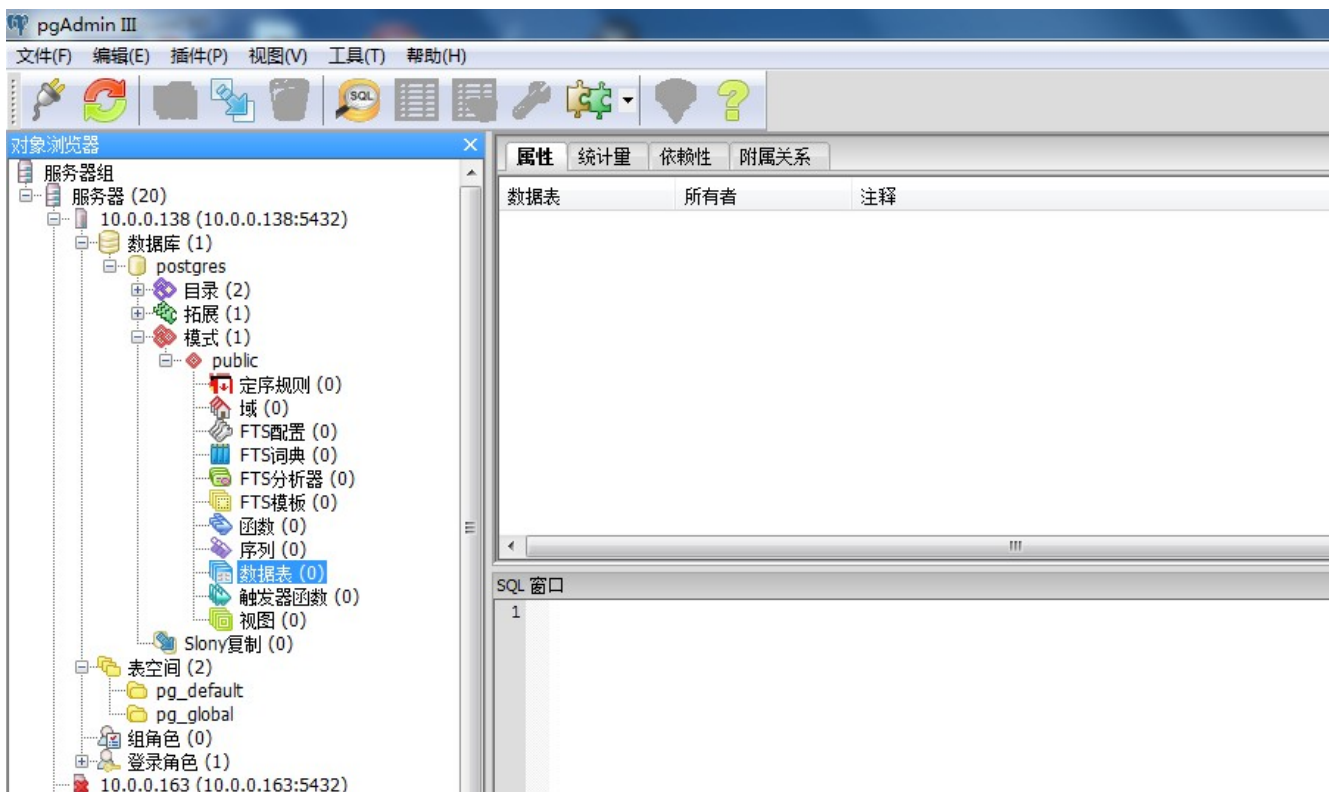 pgAdmin III
文件(F) 编辑(E) 插件(P) 视图(V) 工具(T) 帮助(H)
SQL
对象浏览器
服务器组
服务器 (20)
10.0.0.138 (10.0.0.138:5432)
数据库 (1)
postgres
目录 (2)
拓展 (1)
模式 (1)
public
定序规则 (0)
域 (0)
FTS配置 (0)
FTS词典 (0)
FTS分析器 (0)
FTS模板 (0)
函数 (0)
序列 (0)
数据表 (0)
触发器函数 (0)
视图 (0)
Slony复制 (0)
表空间 (2)
pg_default
pg_global
组角色 (0)
登录角色 (1)
10.0.0.163 (10.0.0.163:5432)
属性 统计量 依赖性 附属关系
数据表 所有者 注释
SQL 窗口
1